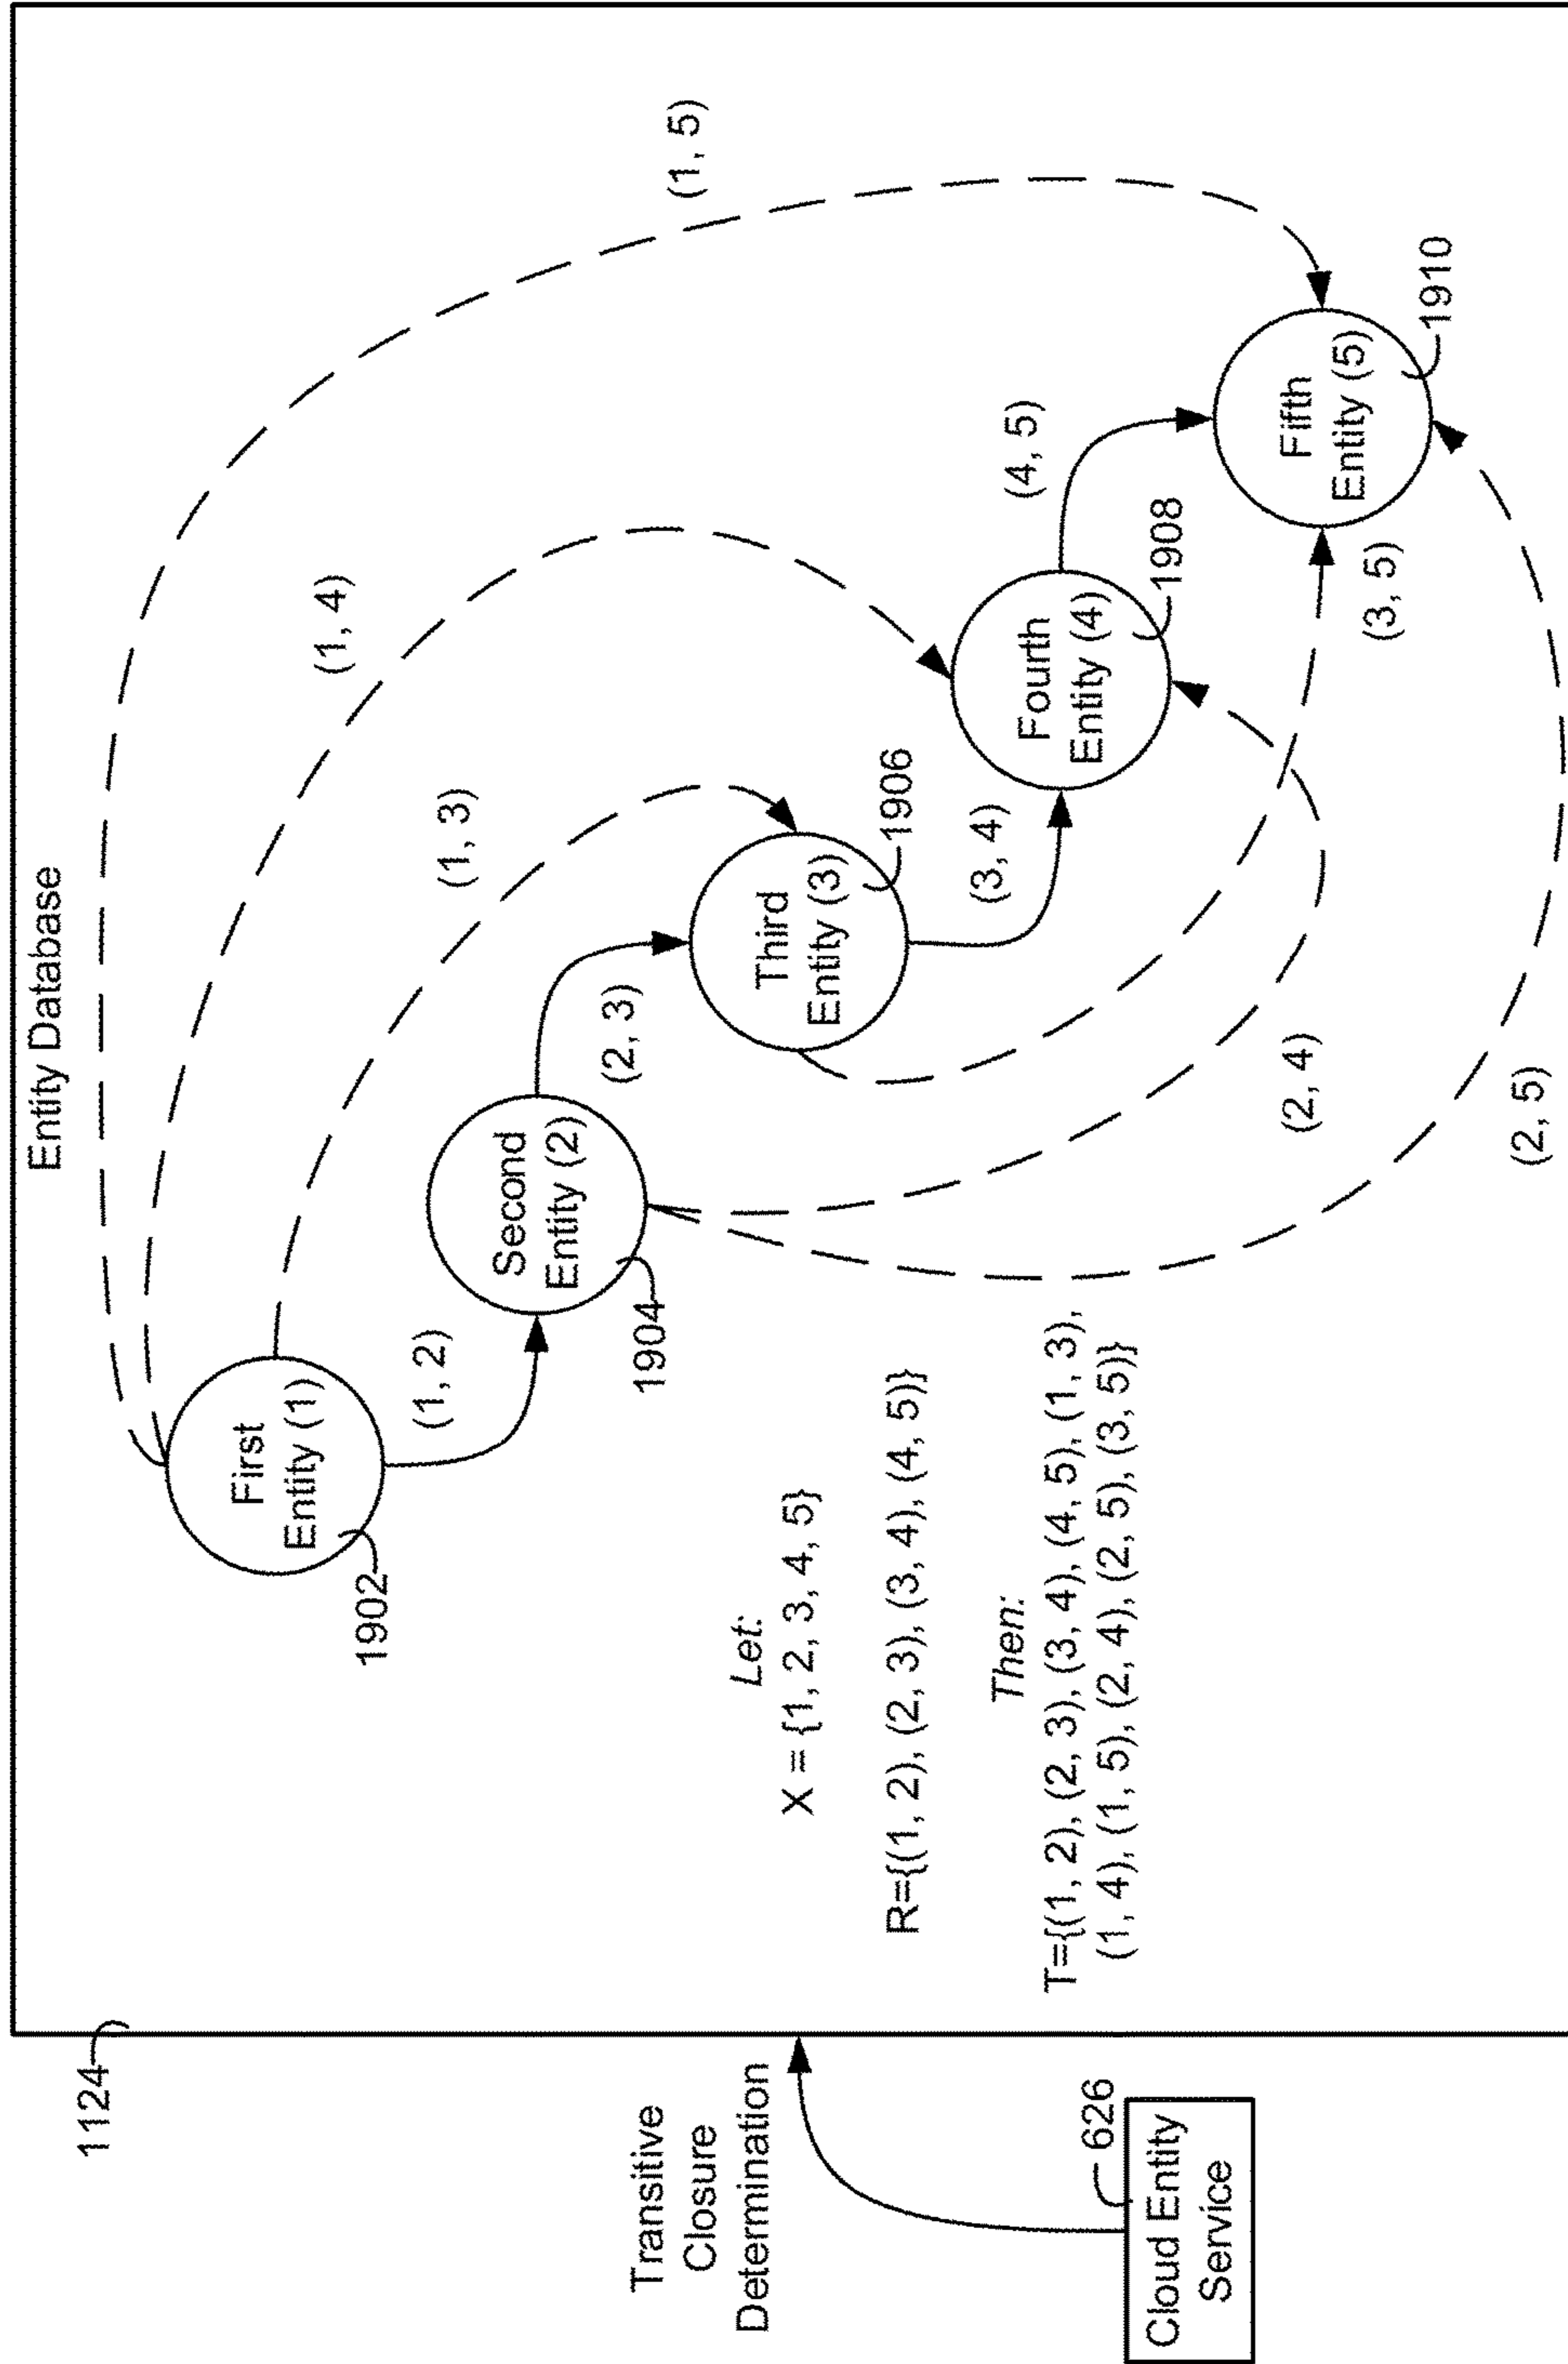 Entity Database
1124
Transitive
Closure
Determination
626
Cloud Entity
Service
First
Entity (1)
1902
(1, 2)
Second
Entity (2)
1904
(2, 3)
Third
Entity (3)
1906
(3, 4)
Fourth
Entity (4)
1908
(4, 5)
Fifth
Entity (5)
1910
(1, 3)
(1, 4)
(1, 5)
(3, 5)
(2, 4)
(2, 5)
Let:
X = {1, 2, 3, 4, 5}
R={(1, 2), (2, 3), (3, 4), (4, 5)}
Then:
T={(1, 2), (2, 3), (3, 4), (4, 5), (1, 3),
(1, 4), (1, 5), (2, 4), (2, 5), (3, 5)}